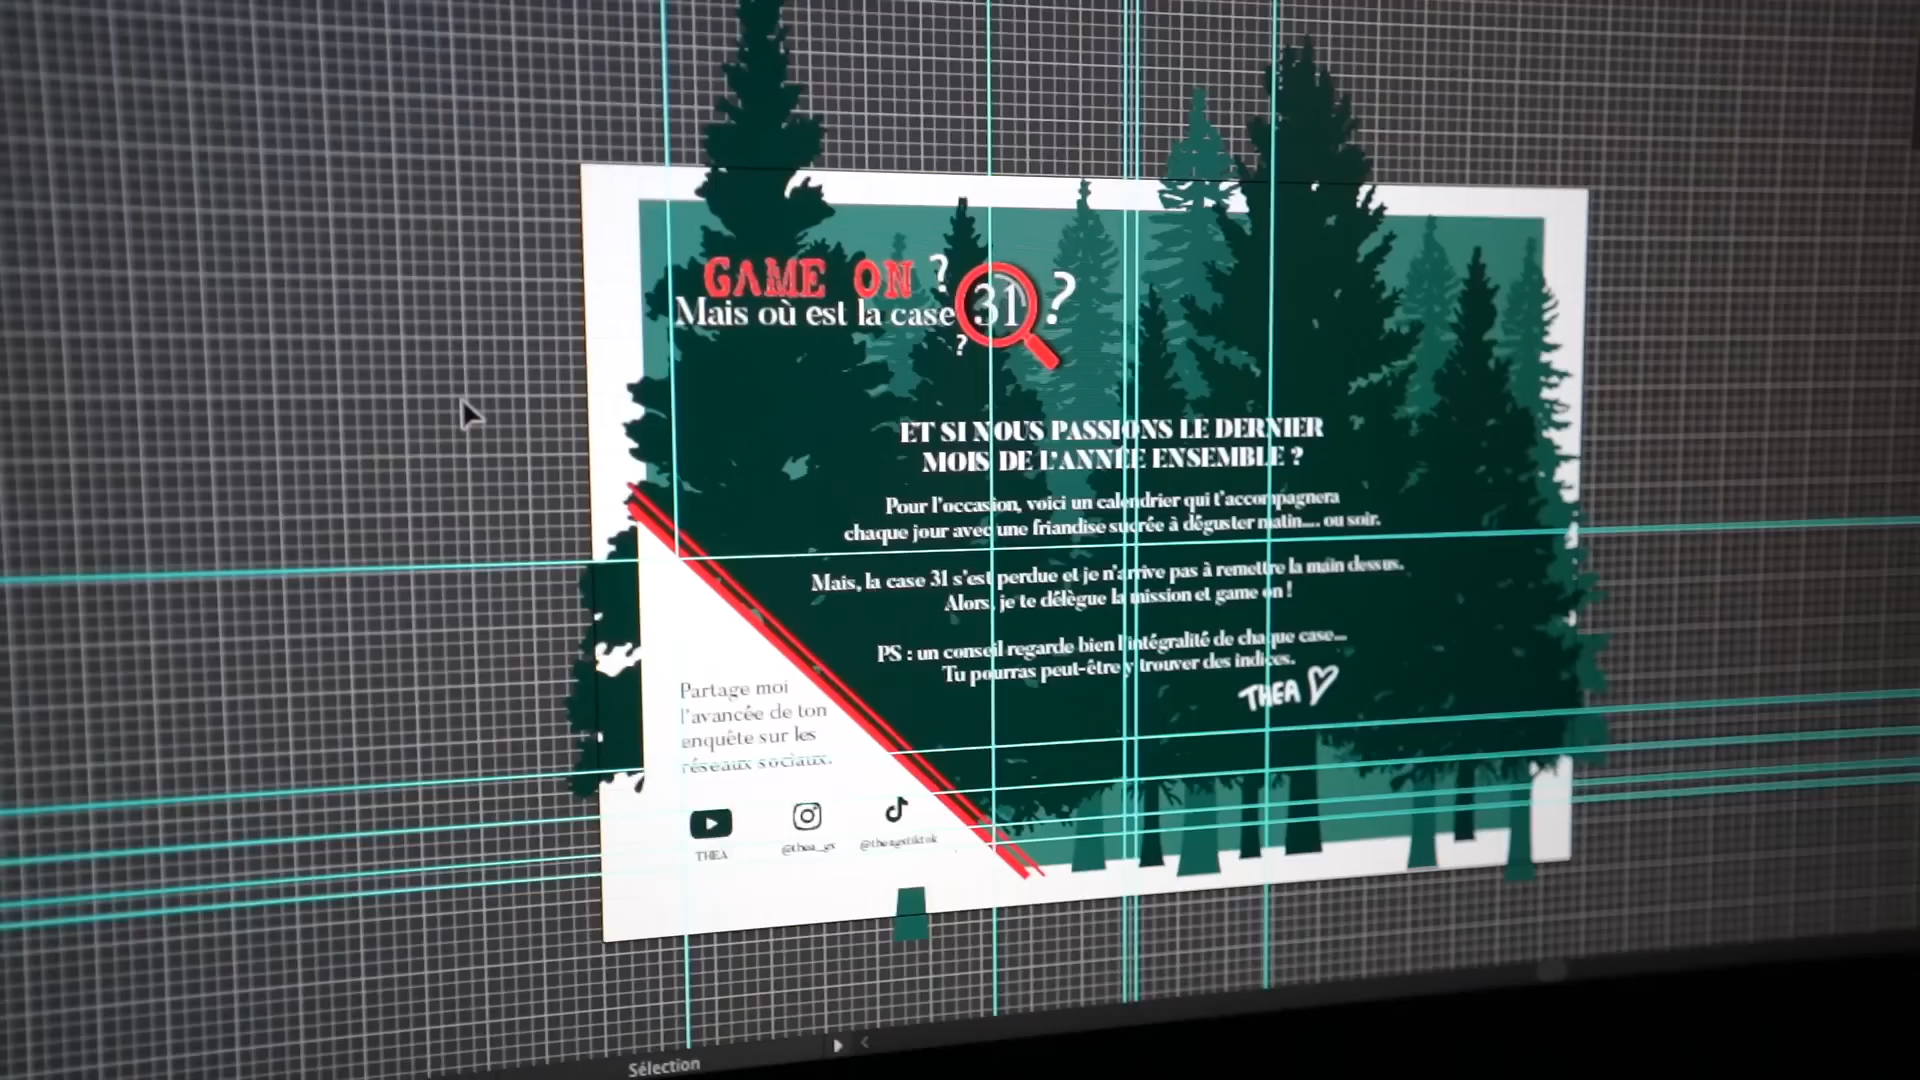 GAME ON ?
Mais où est la case 31 ?
?
ET SI NOUS PASSIONS LE DERNIER
MOIS DE L'ANNÉE ENSEMBLE ?
Pour l'occasion, voici un calendrier qui t'accompagnera
chaque jour avec une friandise sucrée à déguster matin.... ou soir.
Mais, la case 31 s'est perdue et je n'arrive pas à remettre la main dessus.
Alors, je te délègue la mission et game on !
PS : un conseil regarde bien l'intégralité de chaque case...
Tu pourras peut-être y trouver des indices.
THEA
Partage moi
l'avancée de ton
enquête sur les
réseaux sociaux.
THEA
@thea_gs
@theagstiktok
Sélection